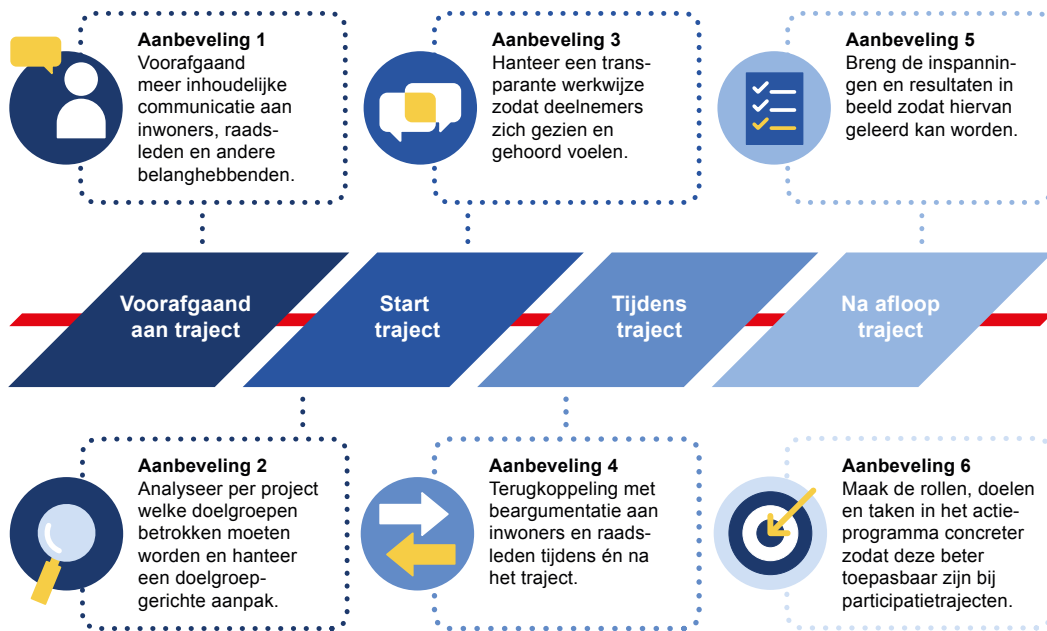 Aanbeveling 1
Voorafgaand
meer inhoudelijke
communicatie aan
inwoners, raads-
leden en andere
belanghebbenden.
Aanbeveling 3
Hanteer een trans-
parante werkwijze
zodat deelnemers
zich gezien en
gehoord voelen.
Aanbeveling 5
Breng de inspannin-
gen en resultaten in
beeld zodat hiervan
geleerd kan worden.
Voorafgaand
aan traject
Start
traject
Tijdens
traject
Na afloop
traject
Aanbeveling 2
Analyseer per project
welke doelgroepen
betrokken moeten
worden en hanteer
een doelgroep-
gerichte aanpak.
Aanbeveling 4
Terugkoppeling met
beargumentatie aan
inwoners en raads-
leden tijdens én na
het traject.
Aanbeveling 6
Maak de rollen, doelen
en taken in het actie-
programma concreter
zodat deze beter
toepasbaar zijn bij
participatietrajecten.